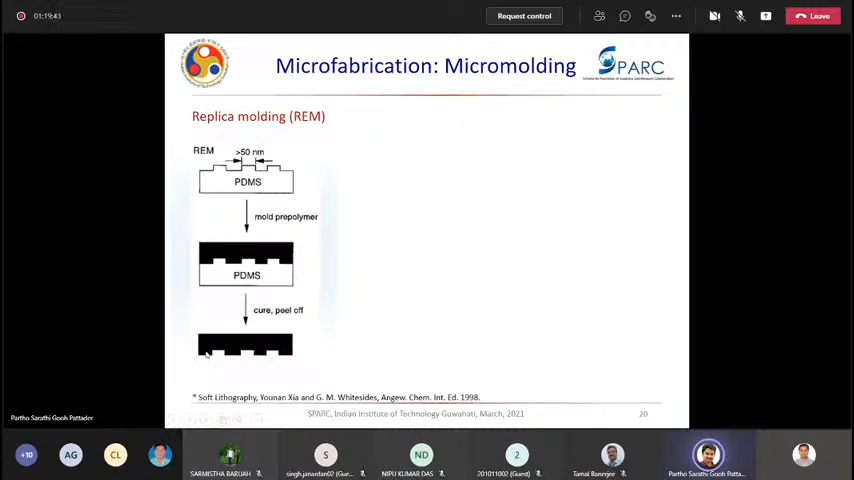 01:19:43
Request control
Leave
Microfabrication: Micromolding
SPARC
Replica molding (REM)
REM
>50 nm
PDMS
mold prepolymer
PDMS
cure, peel off
* Soft Lithography, Younan Xia and G. M. Whitesides, Angew. Chem. Int. Ed. 1998.
SPARC, Indian Institute of Technology Guwahati, March, 2021
20
Partho Sarathi Gooh Pattader
+10
AG
CL
S
ND
2
SARMISTHA BARUAH
singh.janardan02 (Gue...
NIPU KUMAR DAS
201011002 (Guest)
Tamal Banerjee
Partho Sarathi Gooh Patta...